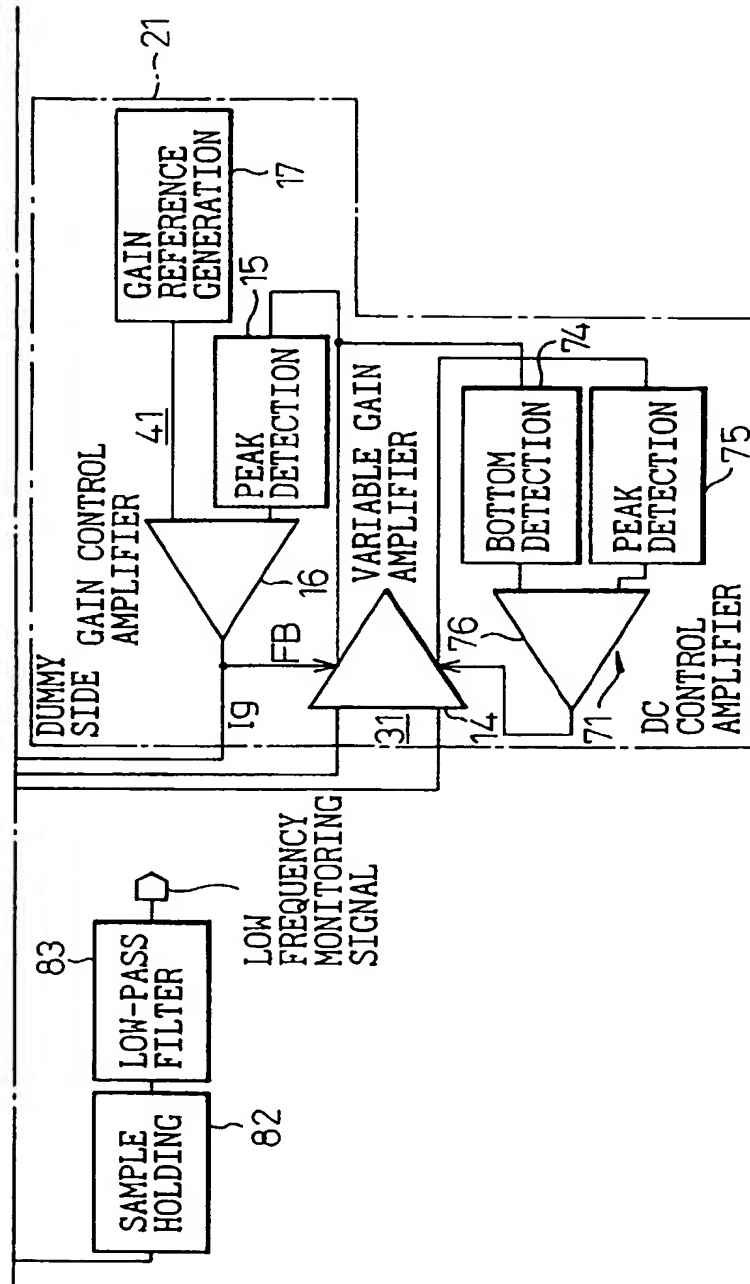 21
DUMMY
SIDE
GAIN CONTROL
AMPLIFIER
41
GAIN
REFERENCE
GENERATION
17
Ig
16
PEAK
DETECTION
15
FB
VARIABLE GAIN
AMPLIFIER
31
14
76
BOTTOM
DETECTION
74
PEAK
DETECTION
75
71
DC
CONTROL
AMPLIFIER
83
LOW-PASS
FILTER
SAMPLE
HOLDING
82
LOW
FREQUENCY
MONITORING
SIGNAL